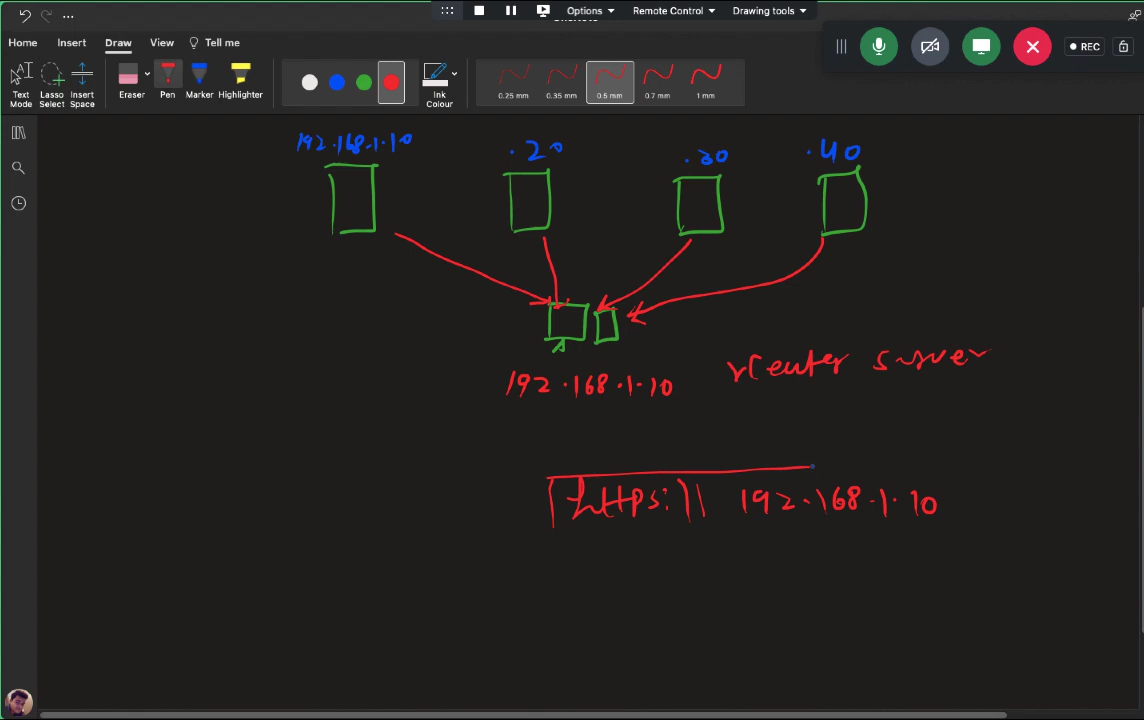 Options
Remote Control
Drawing tools
Home
Insert
Draw
View
Tell me
REC
Text Mode
Lasso Select
Insert Space
Eraser
Pen
Marker
Highlighter
Ink Colour
0.25 mm
0.35 mm
0.5 mm
0.7 mm
1 mm
192.168.1.10
.20
.30
.40
192.168.1.10
vCenter server
https:\\ 192.168.1.10